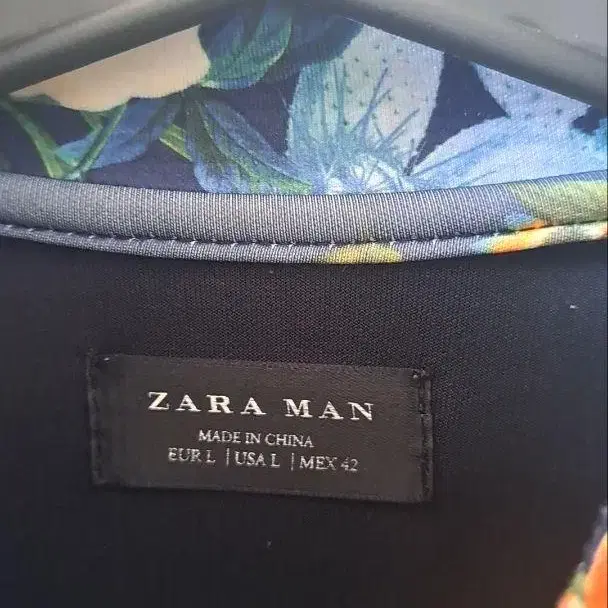 ZARA MAN
MADE IN CHINA
EUR L | USA L | MEX 42